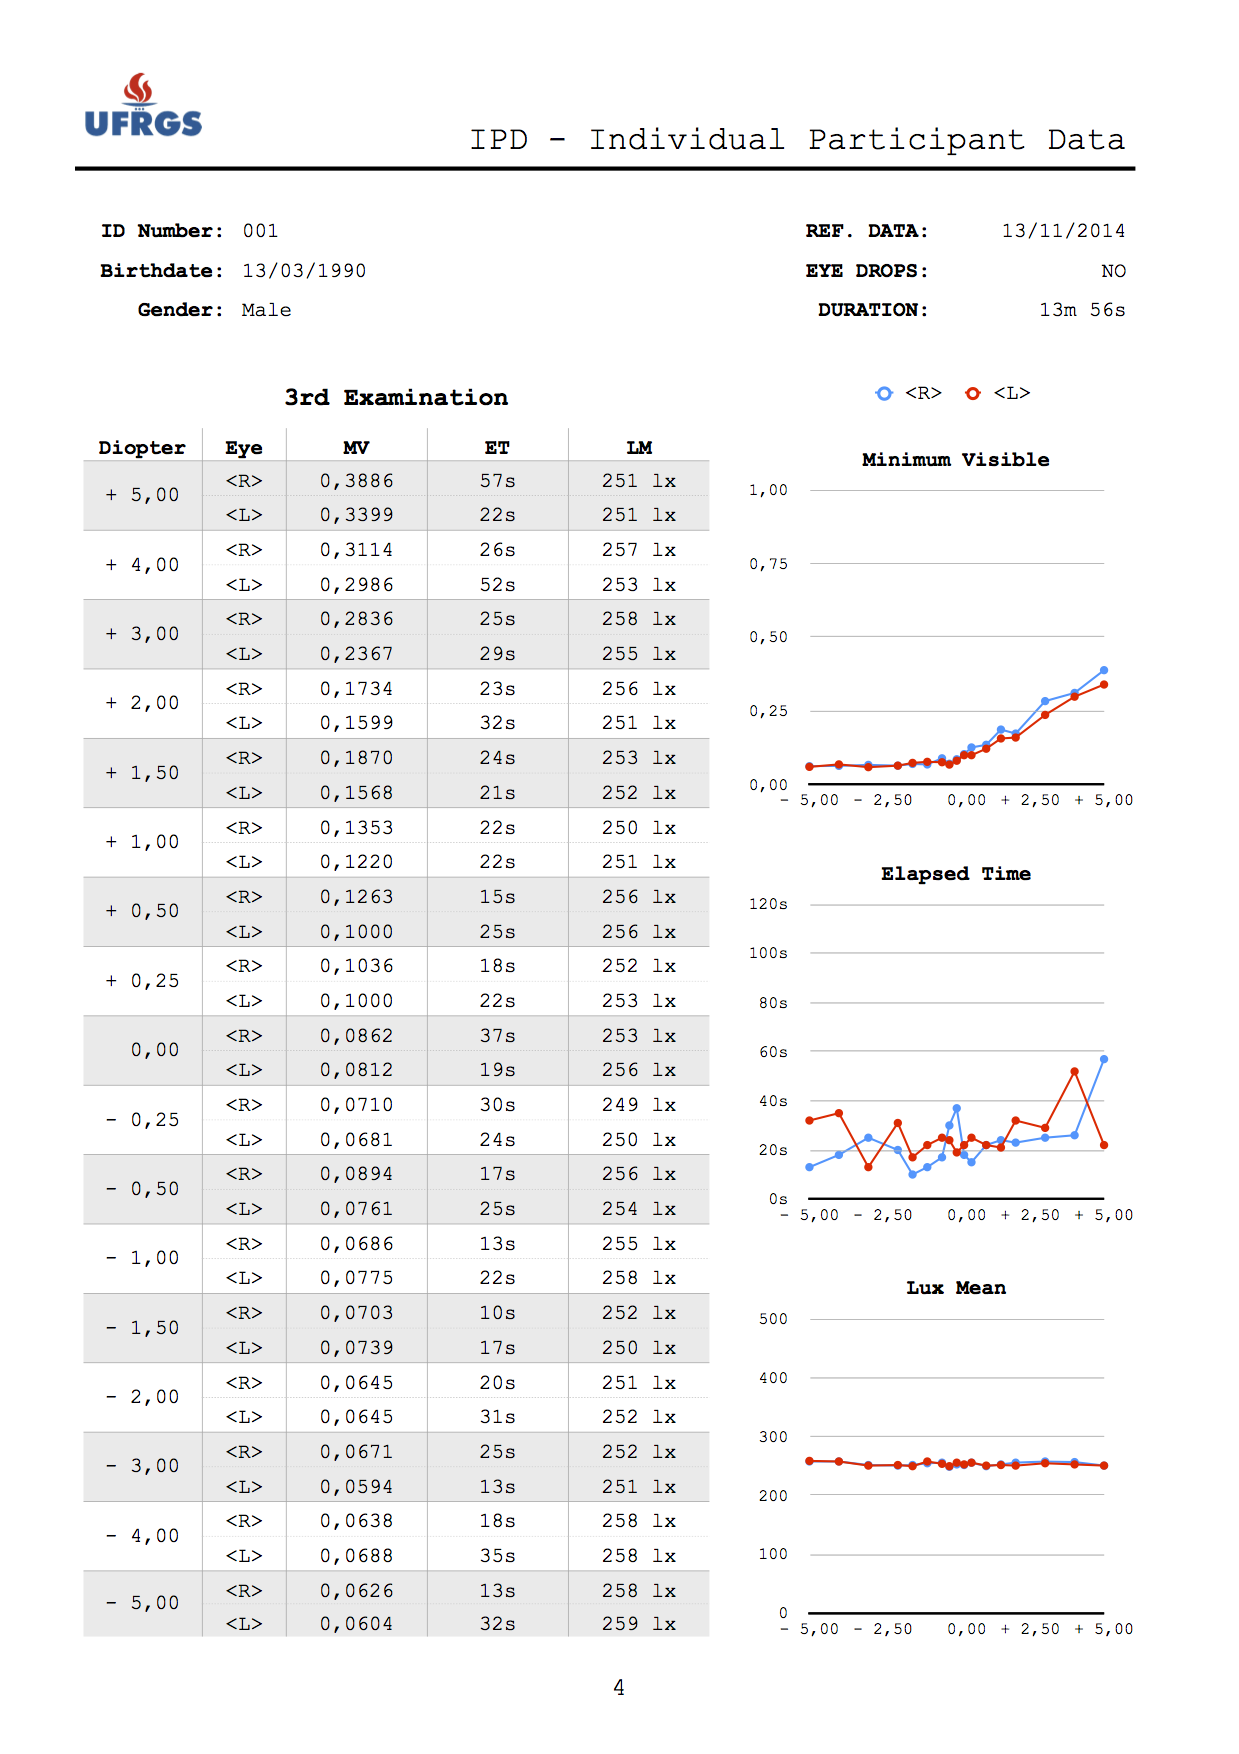 UFRGS
IPD - Individual Participant Data
ID Number: 001
Birthdate: 13/03/1990
Gender: Male
REF. DATA: 13/11/2014
EYE DROPS: NO
DURATION: 13m 56s
3rd Examination
Diopter Eye MV ET LM
+ 5,00
<R> 0,3886 57s 251 lx
<L> 0,3399 22s 251 lx
+ 4,00
<R> 0,3114 26s 257 lx
<L> 0,2986 52s 253 lx
+ 3,00
<R> 0,2836 25s 258 lx
<L> 0,2367 29s 255 lx
+ 2,00
<R> 0,1734 23s 256 lx
<L> 0,1599 32s 251 lx
+ 1,50
<R> 0,1870 24s 253 lx
<L> 0,1568 21s 252 lx
+ 1,00
<R> 0,1353 22s 250 lx
<L> 0,1220 22s 251 lx
+ 0,50
<R> 0,1263 15s 256 lx
<L> 0,1000 25s 256 lx
+ 0,25
<R> 0,1036 18s 252 lx
<L> 0,1000 22s 253 lx
0,00
<R> 0,0862 37s 253 lx
<L> 0,0812 19s 256 lx
- 0,25
<R> 0,0710 30s 249 lx
<L> 0,0681 24s 250 lx
- 0,50
<R> 0,0894 17s 256 lx
<L> 0,0761 25s 254 lx
- 1,00
<R> 0,0686 13s 255 lx
<L> 0,0775 22s 258 lx
- 1,50
<R> 0,0703 10s 252 lx
<L> 0,0739 17s 250 lx
- 2,00
<R> 0,0645 20s 251 lx
<L> 0,0645 31s 252 lx
- 3,00
<R> 0,0671 25s 252 lx
<L> 0,0594 13s 251 lx
- 4,00
<R> 0,0638 18s 258 lx
<L> 0,0688 35s 258 lx
- 5,00
<R> 0,0626 13s 258 lx
<L> 0,0604 32s 259 lx
<R> <L>
Minimum Visible
1,00
0,75
0,50
0,25
0,00
- 5,00 - 2,50 0,00 + 2,50 + 5,00
Elapsed Time
120s
100s
80s
60s
40s
20s
0s
- 5,00 - 2,50 0,00 + 2,50 + 5,00
Lux Mean
500
400
300
200
100
0
- 5,00 - 2,50 0,00 + 2,50 + 5,00
4